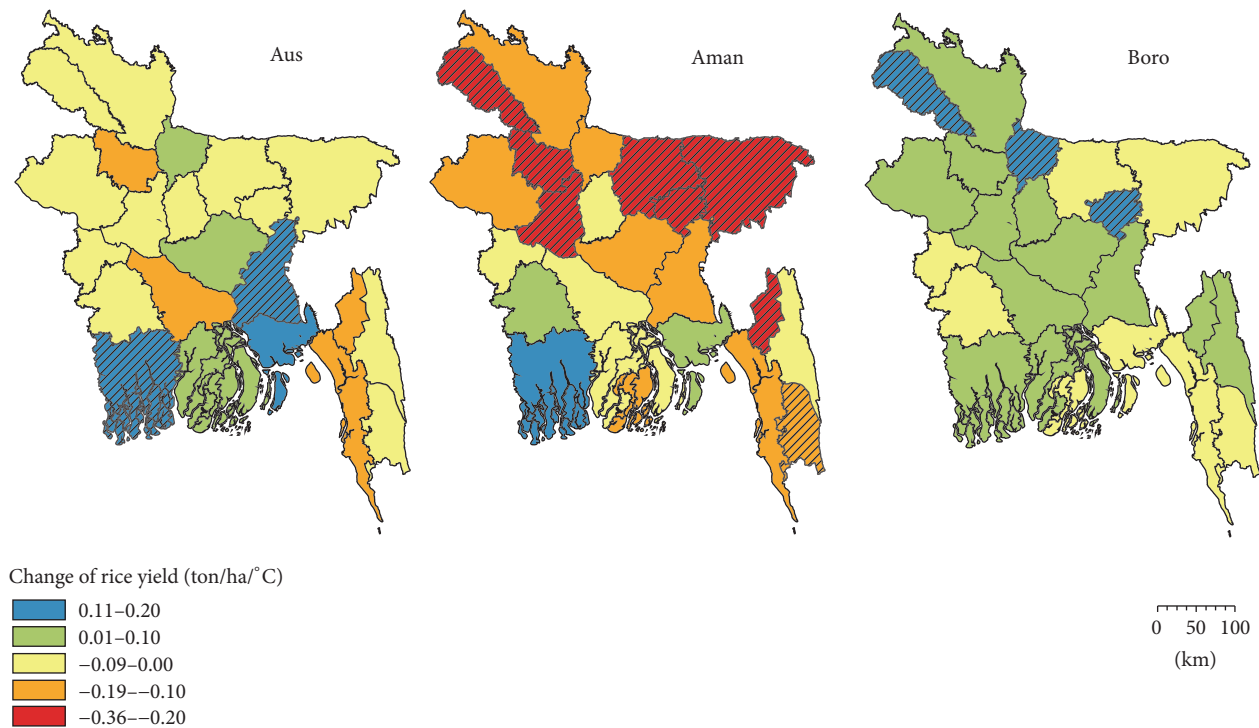 Aus
Aman
Boro
Change of rice yield (ton/ha/°C)
0.11–0.20
0.01–0.10
−0.09–0.00
−0.19–−0.10
−0.36–−0.20
0 50 100
(km)